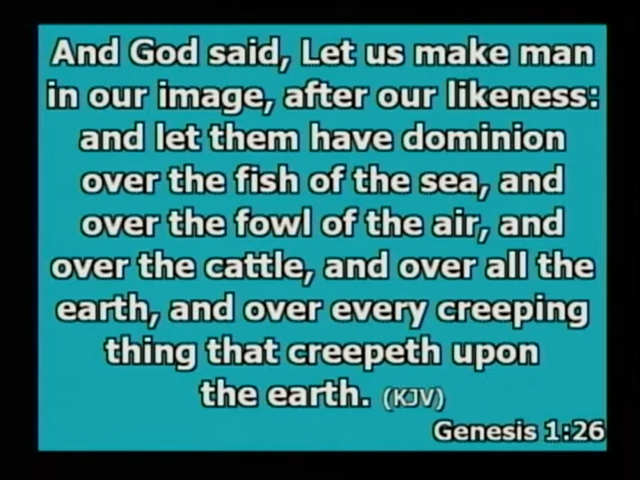 And God said, Let us make man
in our image, after our likeness:
and let them have dominion
over the fish of the sea, and
over the fowl of the air, and
over the cattle, and over all the
earth, and over every creeping
thing that creepeth upon
the earth. (KJV)
Genesis 1:26